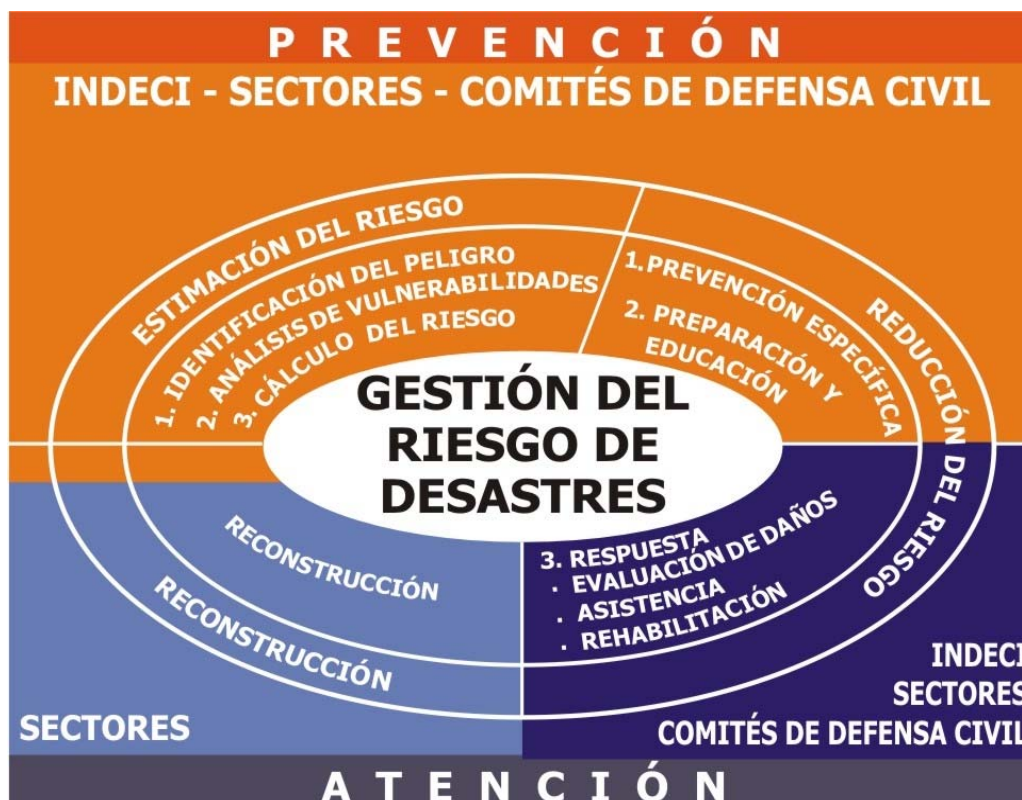 PREVENCIÓN
INDECI - SECTORES - COMITÉS DE DEFENSA CIVIL
ESTIMACIÓN DEL RIESGO
1. IDENTIFICACIÓN DEL PELIGRO
2. ANÁLISIS DE VULNERABILIDADES
3. CÁLCULO DEL RIESGO
REDUCCIÓN DEL RIESGO
1.PREVENCIÓN ESPECÍFICA
2. PREPARACIÓN Y
EDUCACIÓN
GESTIÓN DEL
RIESGO DE
DESASTRES
3. RESPUESTA
. EVALUACIÓN DE DAÑOS
. ASISTENCIA
. REHABILITACIÓN
RECONSTRUCCIÓN
RECONSTRUCCIÓN
SECTORES
INDECI
SECTORES
COMITÉS DE DEFENSA CIVIL
ATENCIÓN